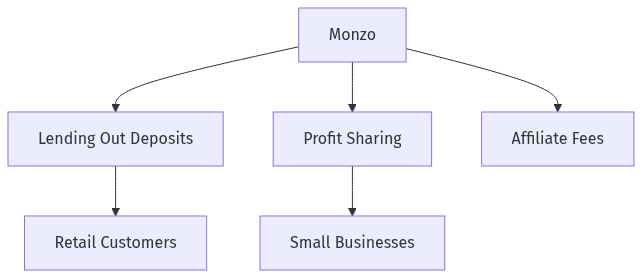 Monzo
Lending Out Deposits
Profit Sharing
Affiliate Fees
Retail Customers
Small Businesses